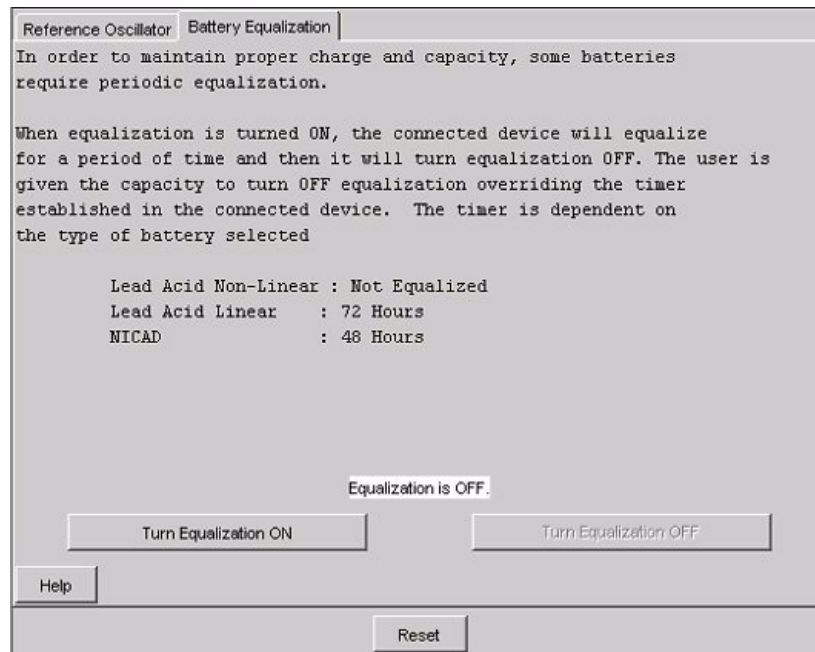 Reference Oscillator Battery Equalization
In order to maintain proper charge and capacity, some batteries
require periodic equalization.
When equalization is turned ON, the connected device will equalize
for a period of time and then it will turn equalization OFF. The user is
given the capacity to turn OFF equalization overriding the timer
established in the connected device.  The timer is dependent on
the type of battery selected
Lead Acid Non-Linear : Not Equalized
Lead Acid Linear : 72 Hours
NICAD : 48 Hours
Equalization is OFF.
Turn Equalization ON Turn Equalization OFF
Help
Reset